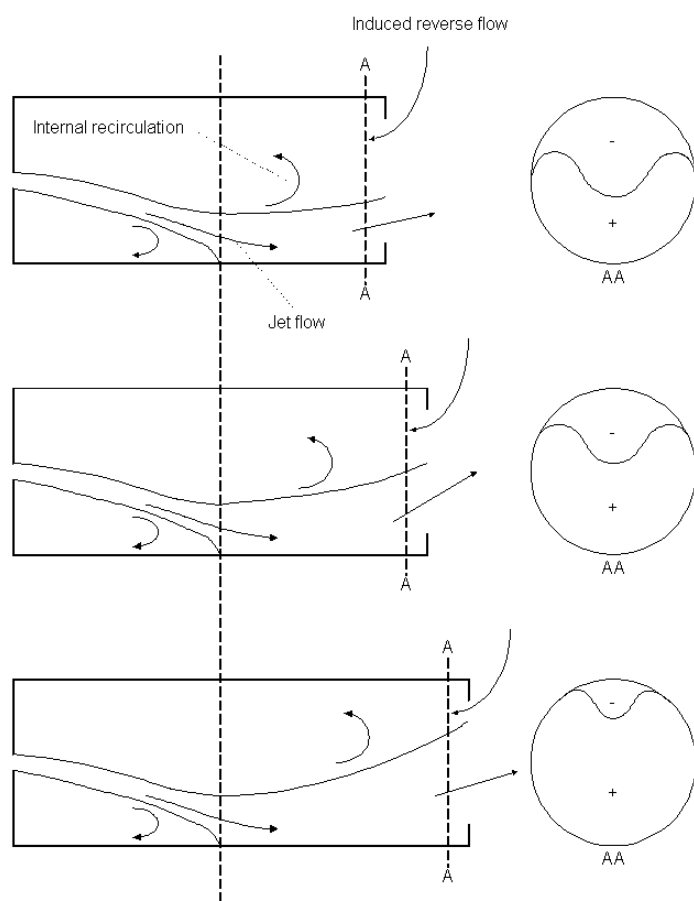 Induced reverse flow
A
Internal recirculation
-
+
A
AA
Jet flow
A
-
+
A
AA
A
-
+
A
AA